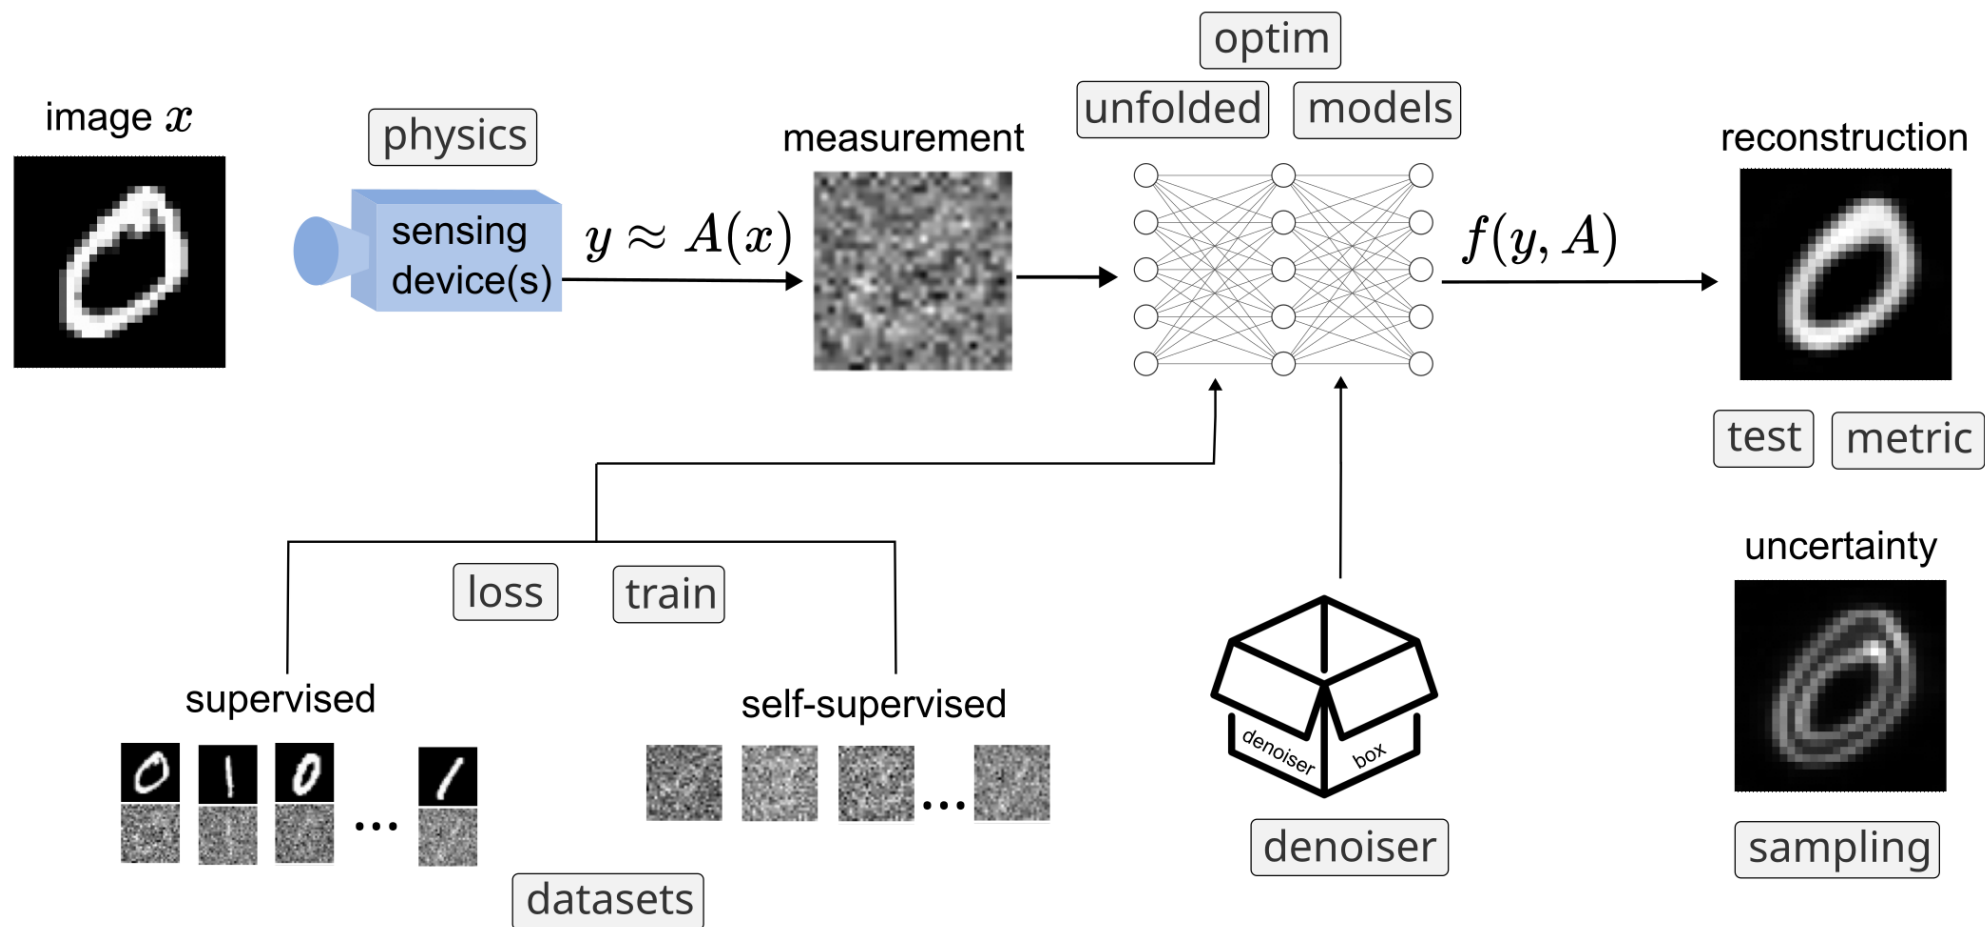 optim
unfolded
models
image x
physics
measurement
reconstruction
sensing
device(s)
y ≈ A(x)
f(y, A)
test
metric
uncertainty
loss
train
supervised
self-supervised
...
...
denoiser
box
denoiser
sampling
datasets